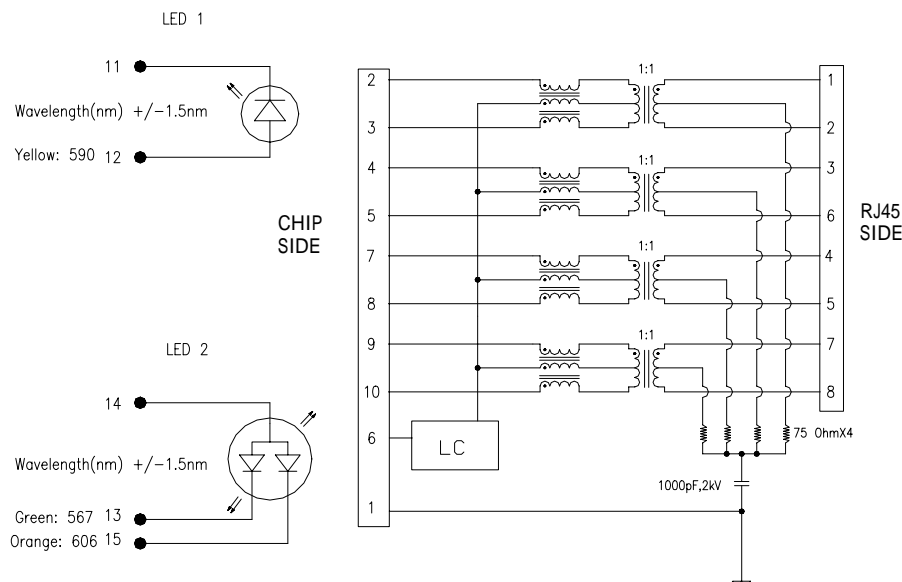 LED 1
11
Wavelength(nm) +/-1.5nm
Yellow: 590 12
LED 2
14
Wavelength(nm) +/-1.5nm
Green: 567 13
Orange: 606 15
CHIP
SIDE
2
3
4
5
7
8
9
10
6
1
LC
1:1
1:1
1:1
1:1
1
2
3
6
4
5
7
8
RJ45
SIDE
75 OhmX4
1000pF,2kV